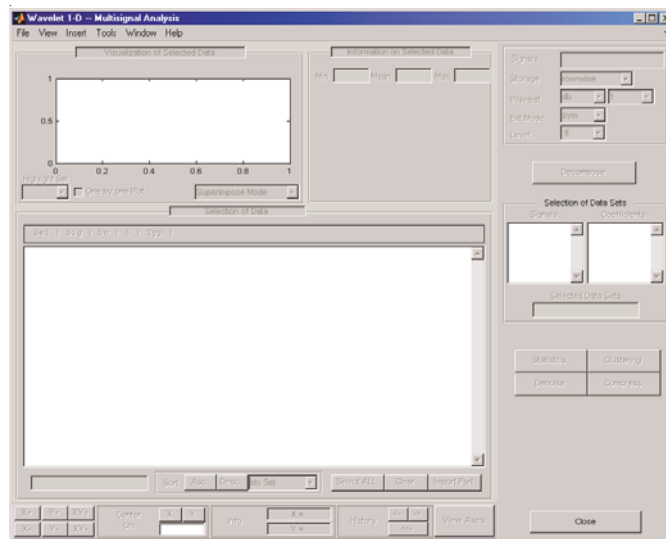 Wavelet 1-D -- Multisignal Analysis
File View Insert Tools Window Help
Visualization of Selected Data
1
0.5
0
0 0.2 0.4 0.6 0.8 1
Highlight Sel
One by one Plot
Superimpose Mode
Information on Selected Data
Min Mean Max
Signals
Storage rowwise
Wavelet db 1
Ext. Mode sym
Level 5
Decompose
Selection of Data Sets
Signals Coefficients
Selected Data Sets
Statistics Clustering
Denoise Compress
Selection of Data
Sel | Sig | | | Typ |
Sort Asc. Desc. Idx Sel
Select ALL Clear Import Part
X+ Y+ XY+
X- Y- XY-
Center On
X Y
Info
X =
Y =
History
View Axes
Close